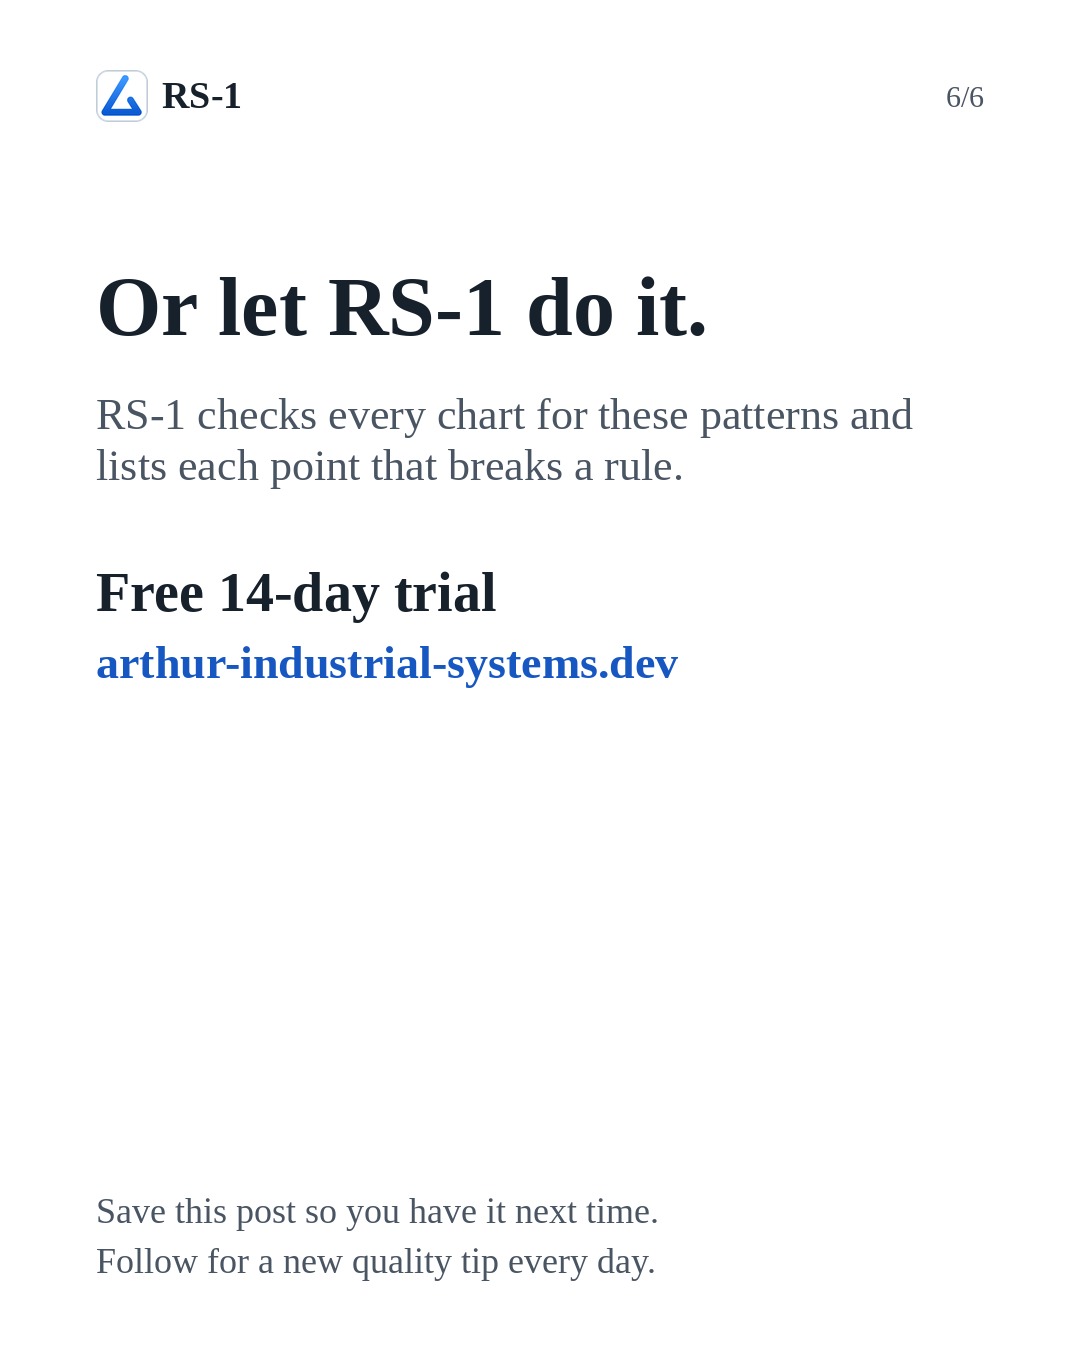 RS-1
6/6
Or let RS-1 do it.
RS-1 checks every chart for these patterns and
lists each point that breaks a rule.
Free 14-day trial
arthur-industrial-systems.dev
Save this post so you have it next time.
Follow for a new quality tip every day.